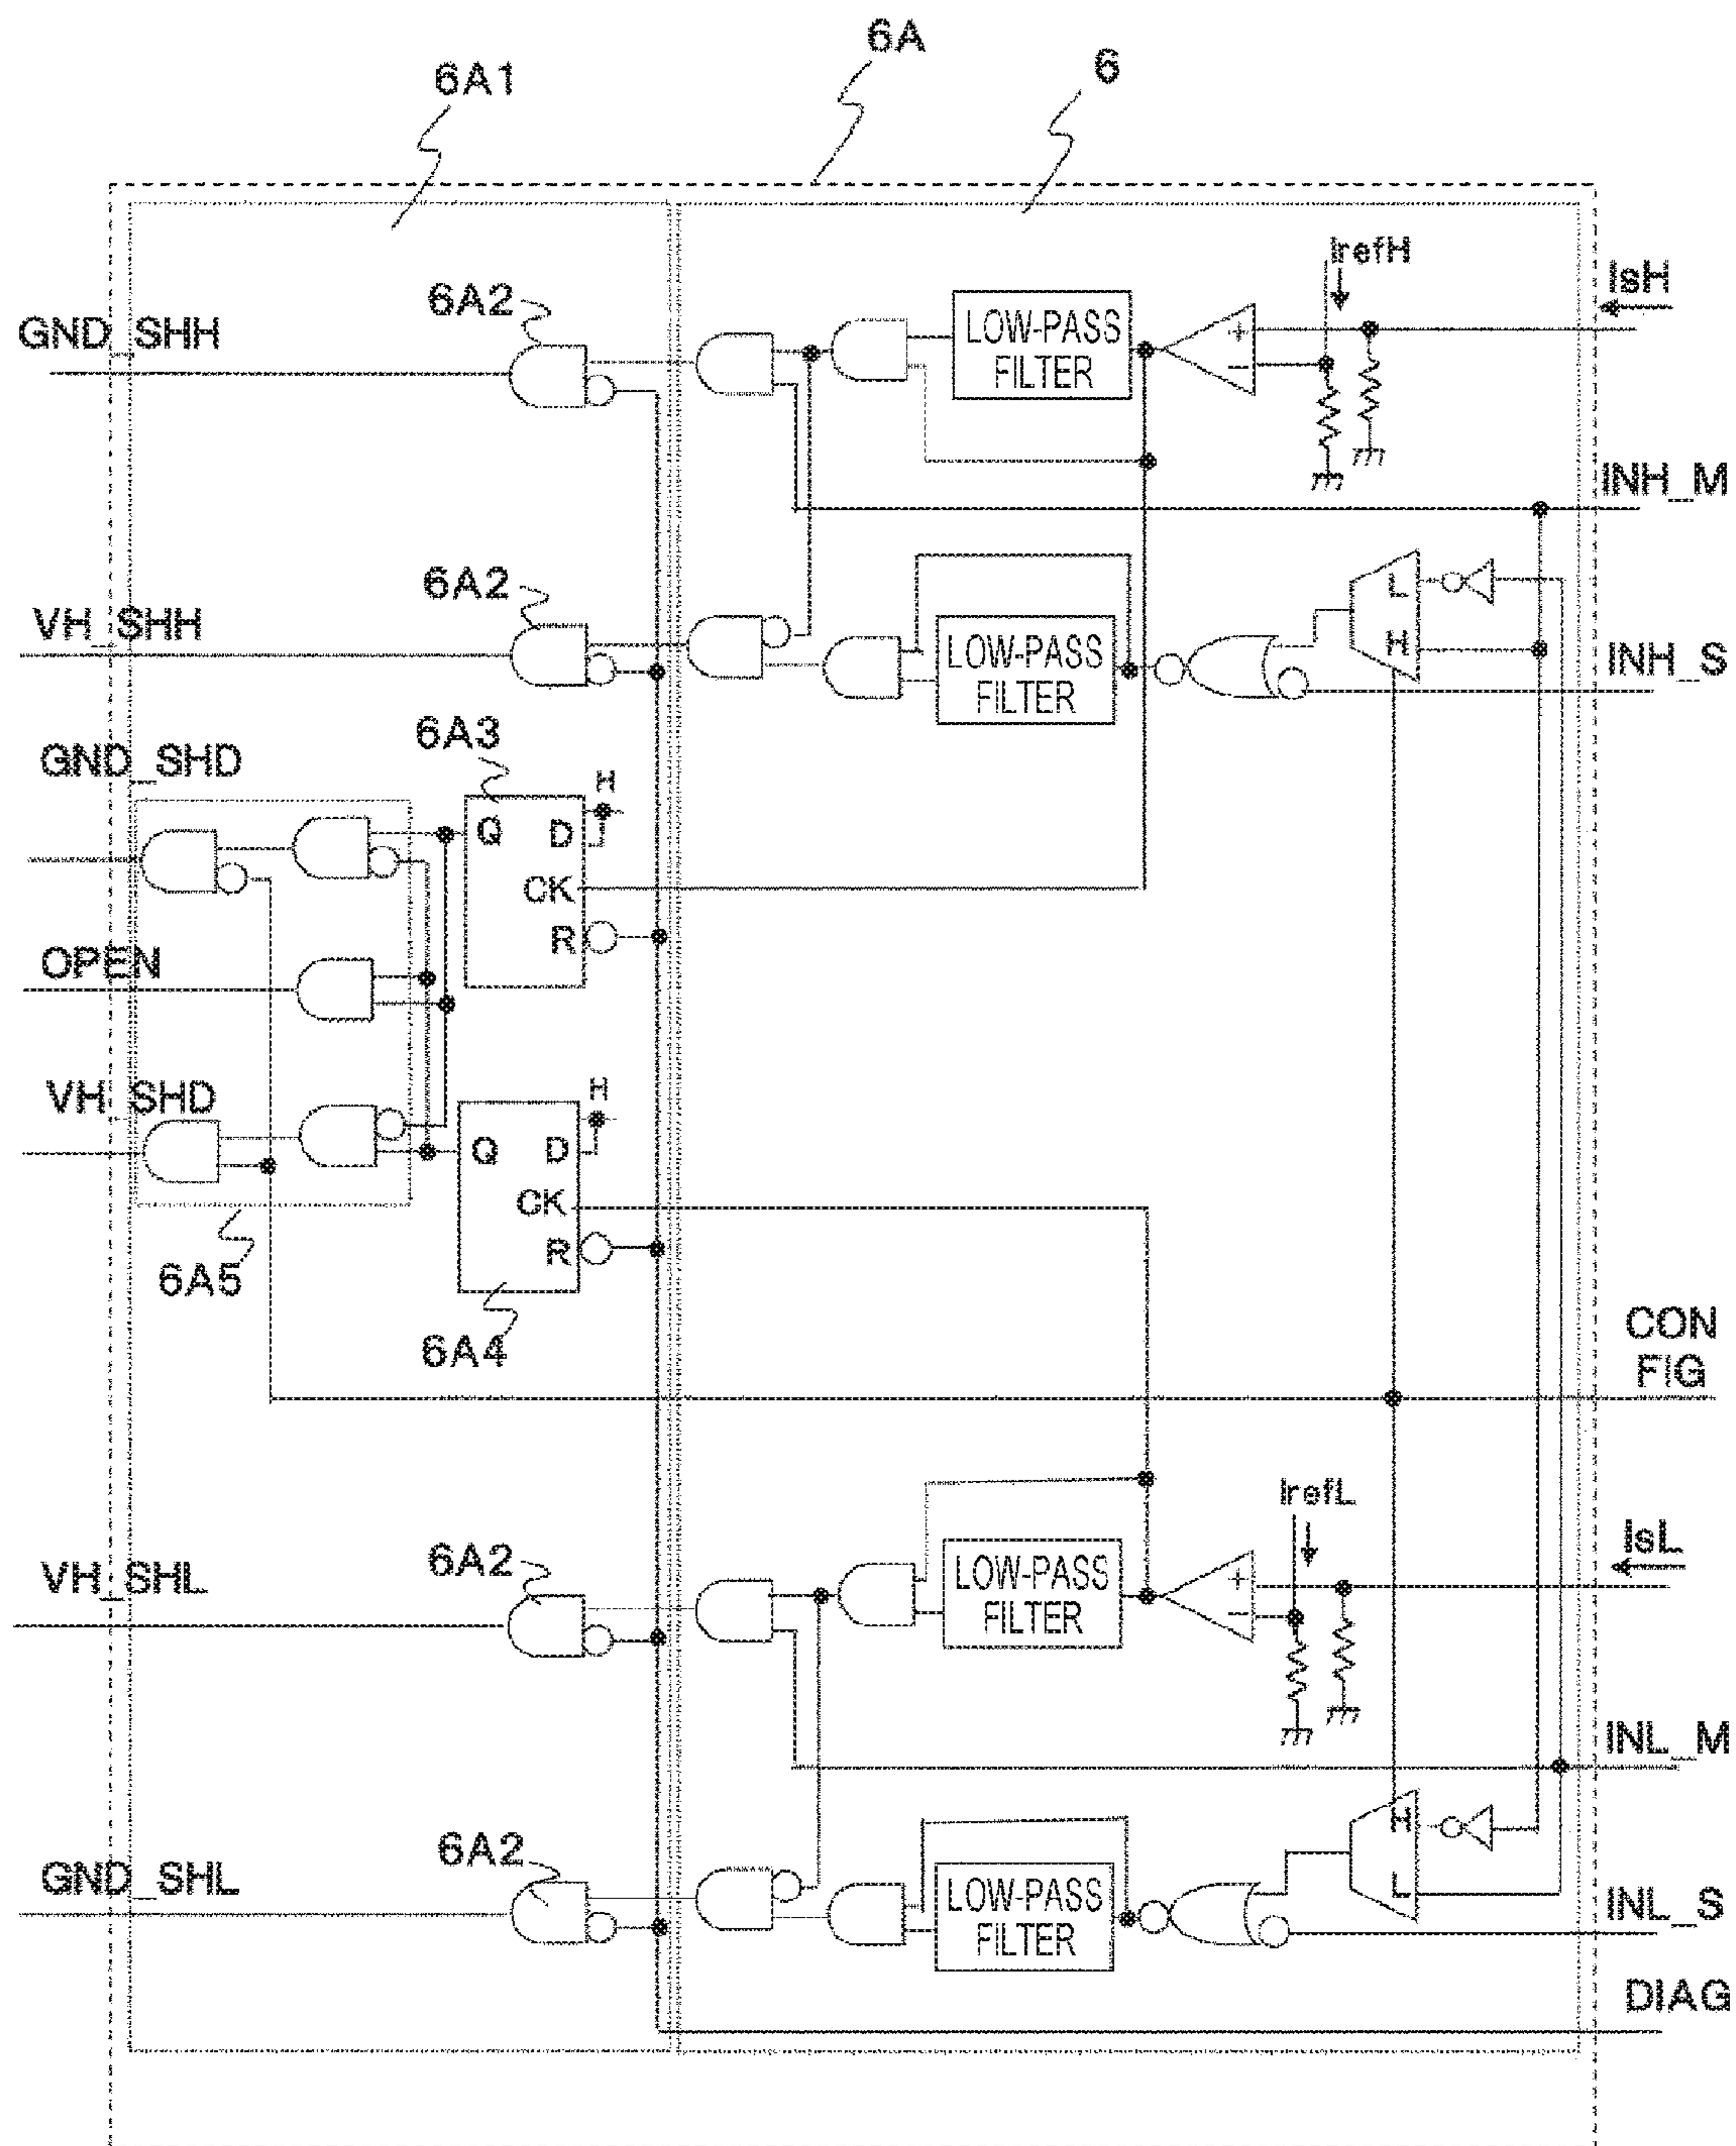 6A
6A1
6
IrefH
IsH
6A2
GND_SHH
LOW-PASS
FILTER
+
−
INH_M
6A2
L
VH_SHH
LOW-PASS
FILTER
H
INH_S
6A3
GND_SHD
H
Q
D
CK
R
OPEN
VH_SHD
H
Q
D
CK
R
6A5
6A4
CON
FIG
IrefL
IsL
6A2
VH_SHL
LOW-PASS
FILTER
+
−
INL_M
H
6A2
GND_SHL
LOW-PASS
FILTER
L
INL_S
DIAG